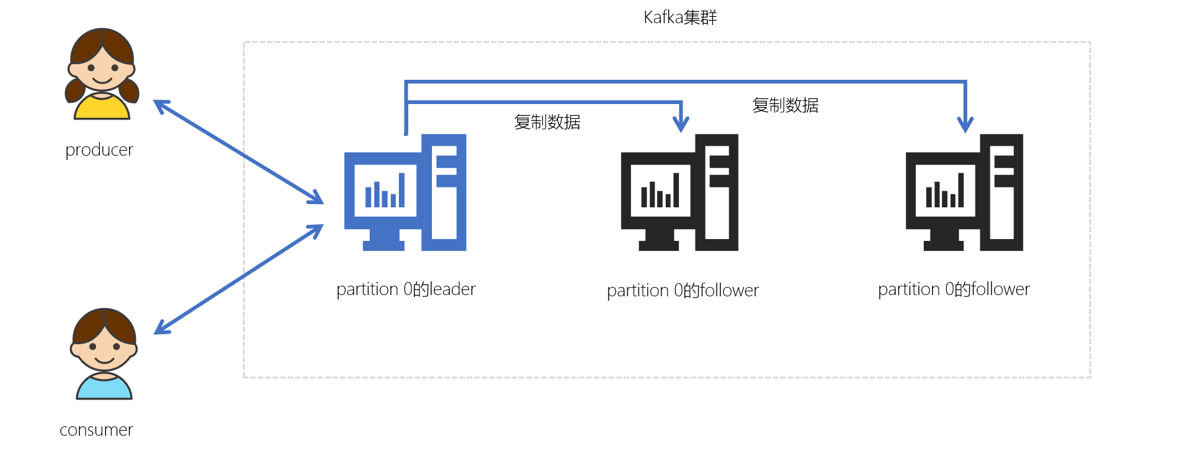 Kafka集群
复制数据
复制数据
producer
partition 0的leader
partition 0的follower
partition 0的follower
consumer